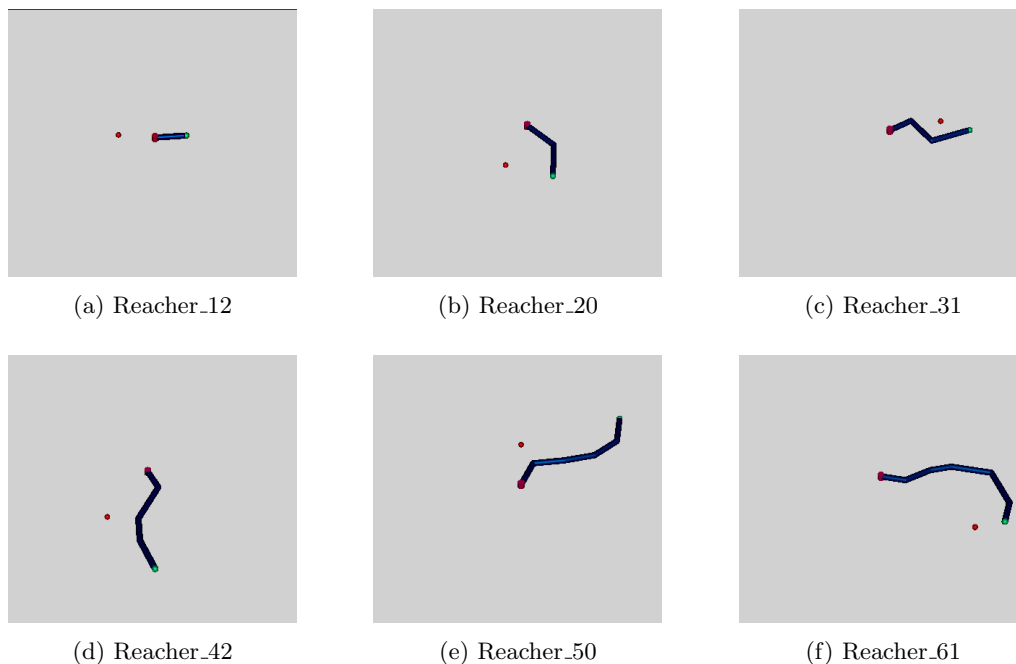 (a) Reacher_12
(b) Reacher_20
(c) Reacher_31
(d) Reacher_42
(e) Reacher_50
(f) Reacher_61